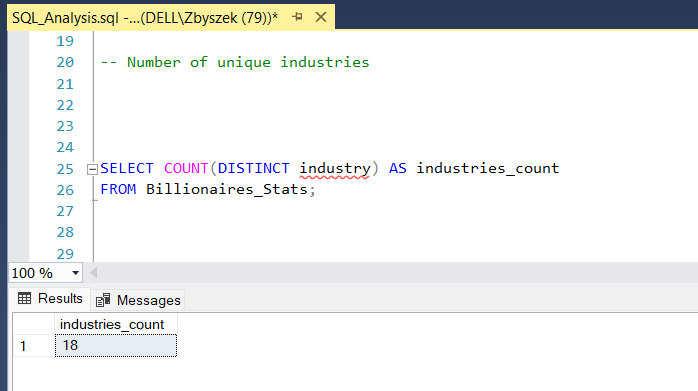 SQL_Analysis.sql -...(DELL\Zbyszek (79))*
19
20 -- Number of unique industries
21
22
23
24
25 SELECT COUNT(DISTINCT industry) AS industries_count
26 FROM Billionaires_Stats;
27
28
29
100 %
Results Messages
industries_count
1 18